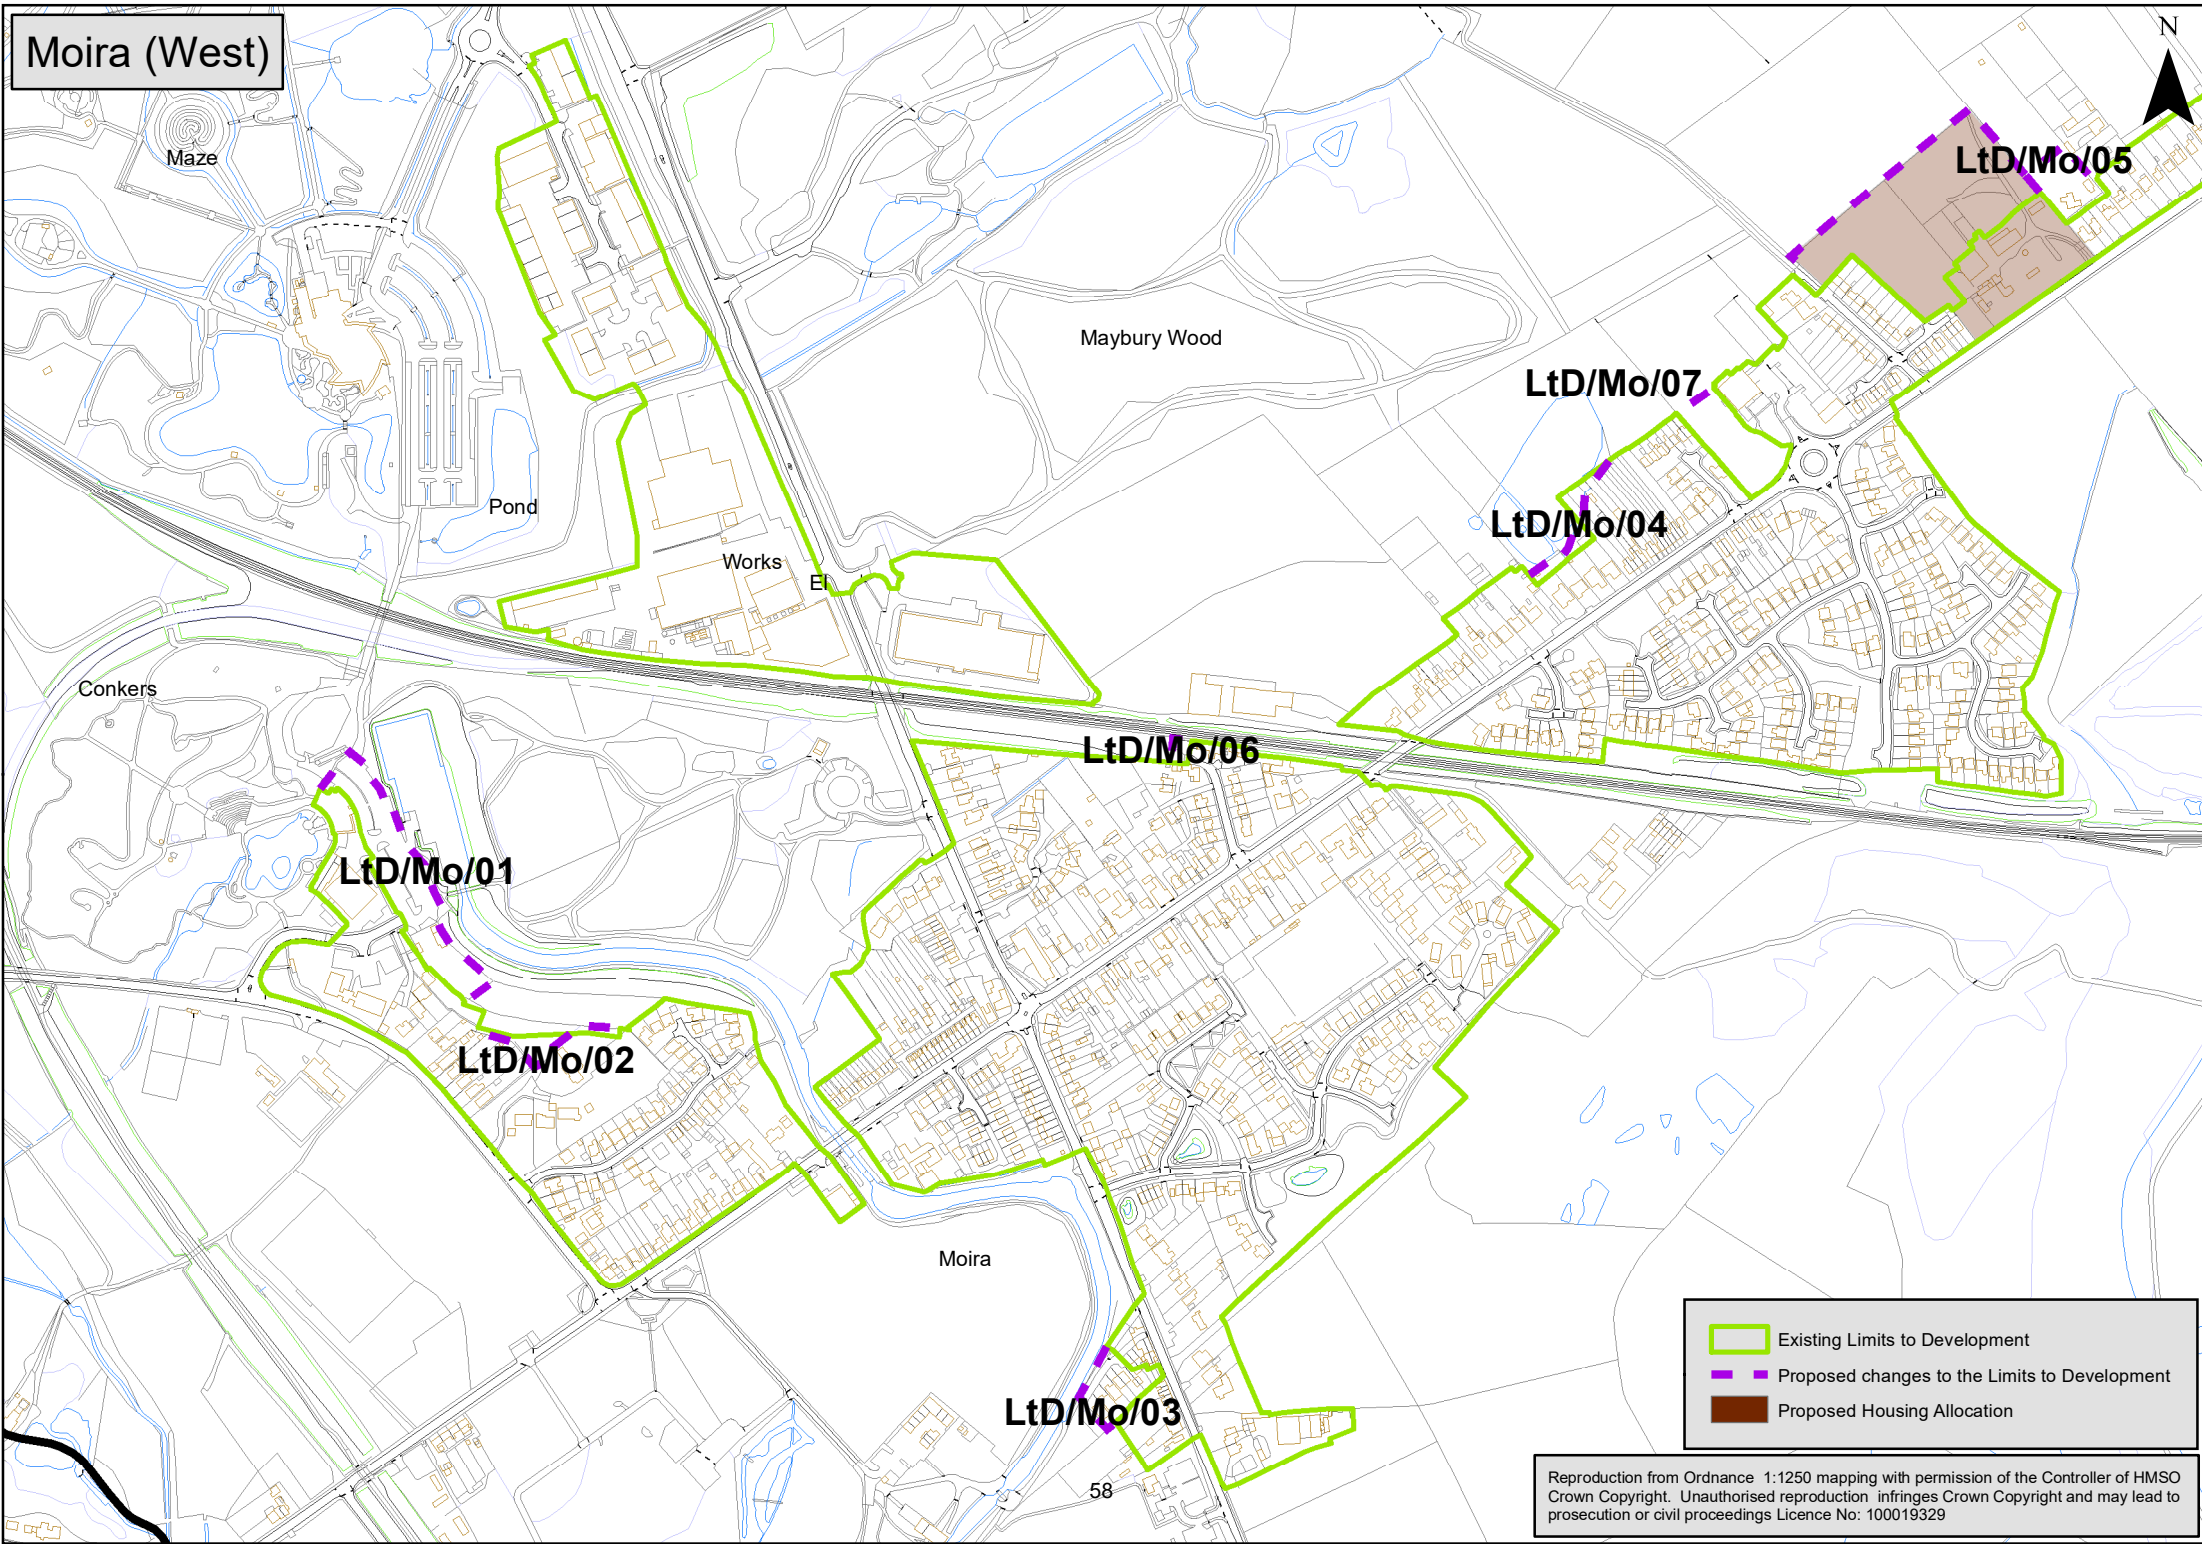 Moira (West)
N
Maze
LtD/Mo/05
Maybury Wood
LtD/Mo/07
Pond
LtD/Mo/04
Works
El
Conkers
LtD/Mo/06
LtD/Mo/01
LtD/Mo/02
Moira
LtD/Mo/03
58
Existing Limits to Development
Proposed changes to the Limits to Development
Proposed Housing Allocation
Reproduction from Ordnance 1:1250 mapping with permission of the Controller of HMSO
Crown Copyright. Unauthorised reproduction infringes Crown Copyright and may lead to
prosecution or civil proceedings Licence No: 100019329